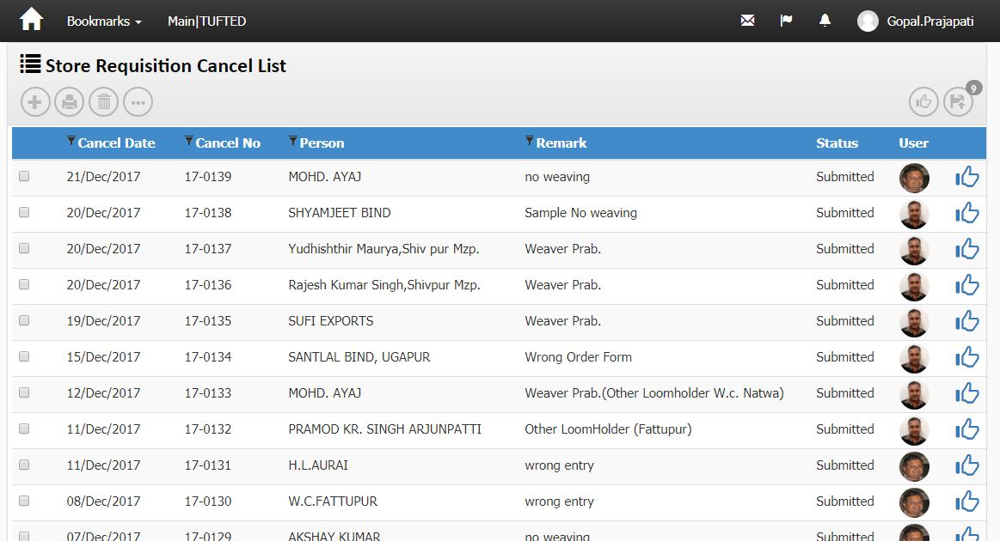 Bookmarks Main|TUFTED Gopal.Prajapati
Store Requisition Cancel List
9
Cancel Date Cancel No Person Remark Status User
21/Dec/2017 17-0139 MOHD. AYAJ no weaving Submitted
20/Dec/2017 17-0138 SHYAMJEET BIND Sample No weaving Submitted
20/Dec/2017 17-0137 Yudhishthir Maurya,Shiv pur Mzp. Weaver Prab. Submitted
20/Dec/2017 17-0136 Rajesh Kumar Singh,Shivpur Mzp. Weaver Prab. Submitted
19/Dec/2017 17-0135 SUFI EXPORTS Weaver Prab. Submitted
15/Dec/2017 17-0134 SANTLAL BIND, UGAPUR Wrong Order Form Submitted
12/Dec/2017 17-0133 MOHD. AYAJ Weaver Prab.(Other Loomholder W.c. Natwa) Submitted
11/Dec/2017 17-0132 PRAMOD KR. SINGH ARJUNPATTI Other LoomHolder (Fattupur) Submitted
11/Dec/2017 17-0131 H.L.AURAI wrong entry Submitted
08/Dec/2017 17-0130 W.C.FATTUPUR wrong entry Submitted
07/Dec/2017 17-0129 AKSHAY KUMAR no weaving Submitted